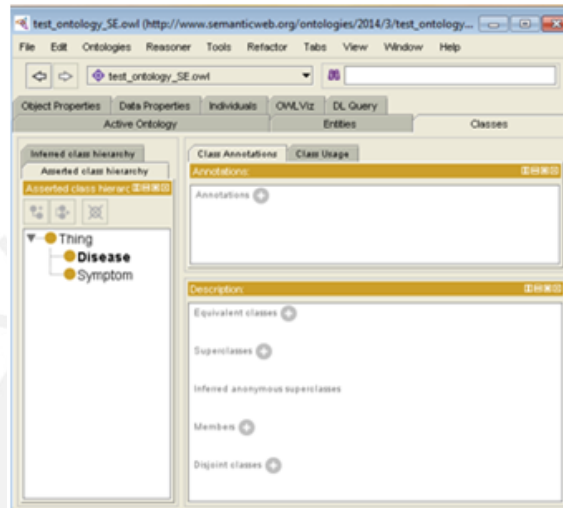 test_ontology_SE.owl (http://www.semanticweb.org/ontologies/2014/3/test_ontology...
File Edit Ontologies Reasoner Tools Refactor Tabs View Window Help
test_ontology_SE.owl
Object Properties Data Properties Individuals OWLViz DL Query
Active Ontology Entities Classes
Inferred class hierarchy
Asserted class hierarchy
Asserted class hierarc
Thing
Disease
Symptom
Class Annotations Class Usage
Annotations:
Annotations
Description:
Equivalent classes
Superclasses
Inferred anonymous superclasses
Members
Disjoint classes